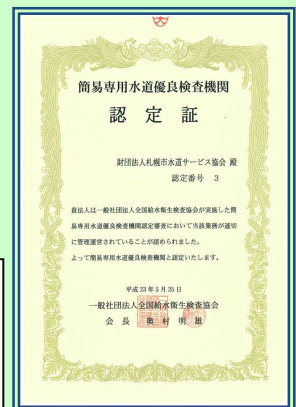 簡易専用水道優良検査機関
認定証
財団法人札幌市水道サービス協会 殿
認定番号 3
貴法人は一般社団法人全国給水衛生検査協会が実施した簡
易専用水道優良検査機関認定審査において当該業務が適切
に管理運営されていることが認められました。
よって簡易専用水道優良検査機関と認定いたします。
平成23年5月25日
一般社団法人全国給水衛生検査協会
会長 奥村明雄